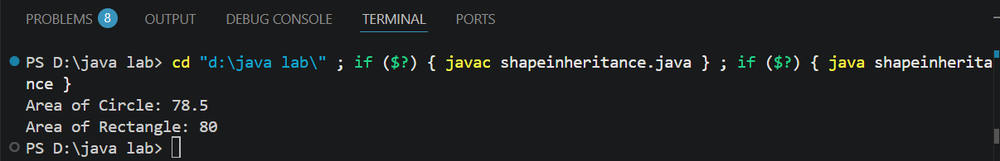 PROBLEMS 8 OUTPUT DEBUG CONSOLE TERMINAL PORTS
PS D:\java lab> cd "d:\java lab\" ; if ($?) { javac shapeinheritance.java } ; if ($?) { java shapeinherita
nce }
Area of Circle: 78.5
Area of Rectangle: 80
PS D:\java lab>